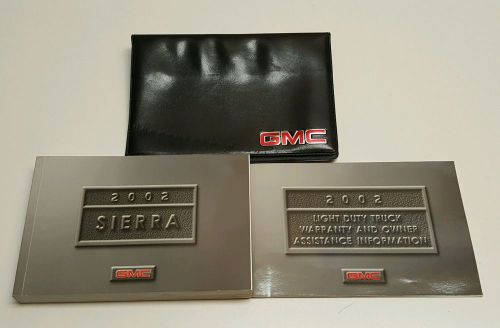 GMC
2002
SIERRA
GMC
2002
LIGHT DUTY TRUCK
WARRANTY AND OWNER
ASSISTANCE INFORMATION
GMC